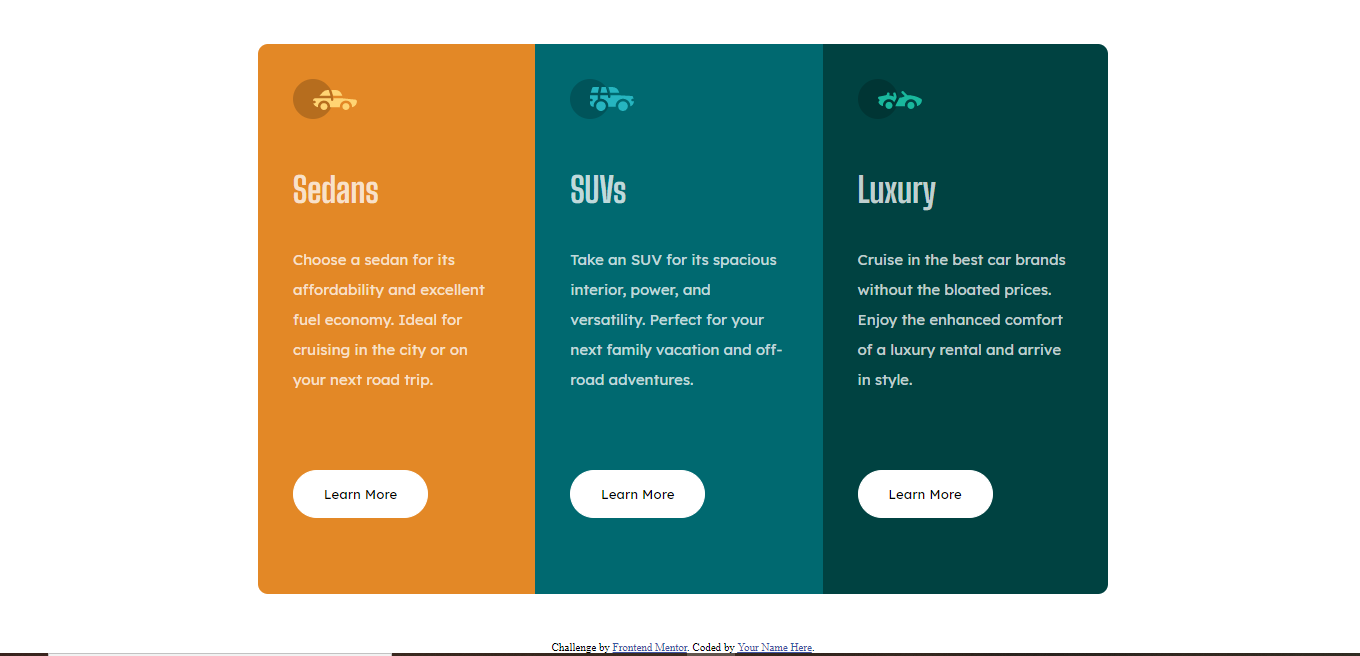 Sedans
Choose a sedan for its
affordability and excellent
fuel economy. Ideal for
cruising in the city or on
your next road trip.
Learn More
SUVs
Take an SUV for its spacious
interior, power, and
versatility. Perfect for your
next family vacation and off-
road adventures.
Learn More
Luxury
Cruise in the best car brands
without the bloated prices.
Enjoy the enhanced comfort
of a luxury rental and arrive
in style.
Learn More
Challenge by Frontend Mentor. Coded by Your Name Here.